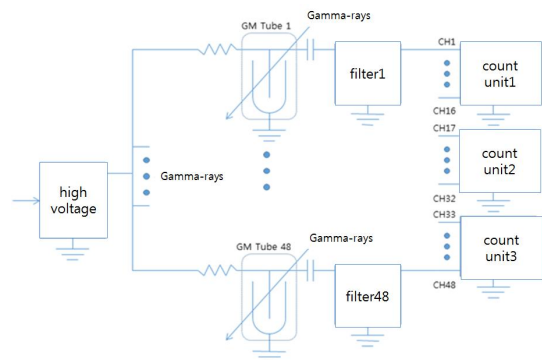 Gamma-rays
GM Tube 1
CH1
filter1
count
unit1
CH16
CH17
count
unit2
Gamma-rays
high
voltage
CH32
CH33
Gamma-rays
GM Tube 48
count
unit3
CH48
filter48